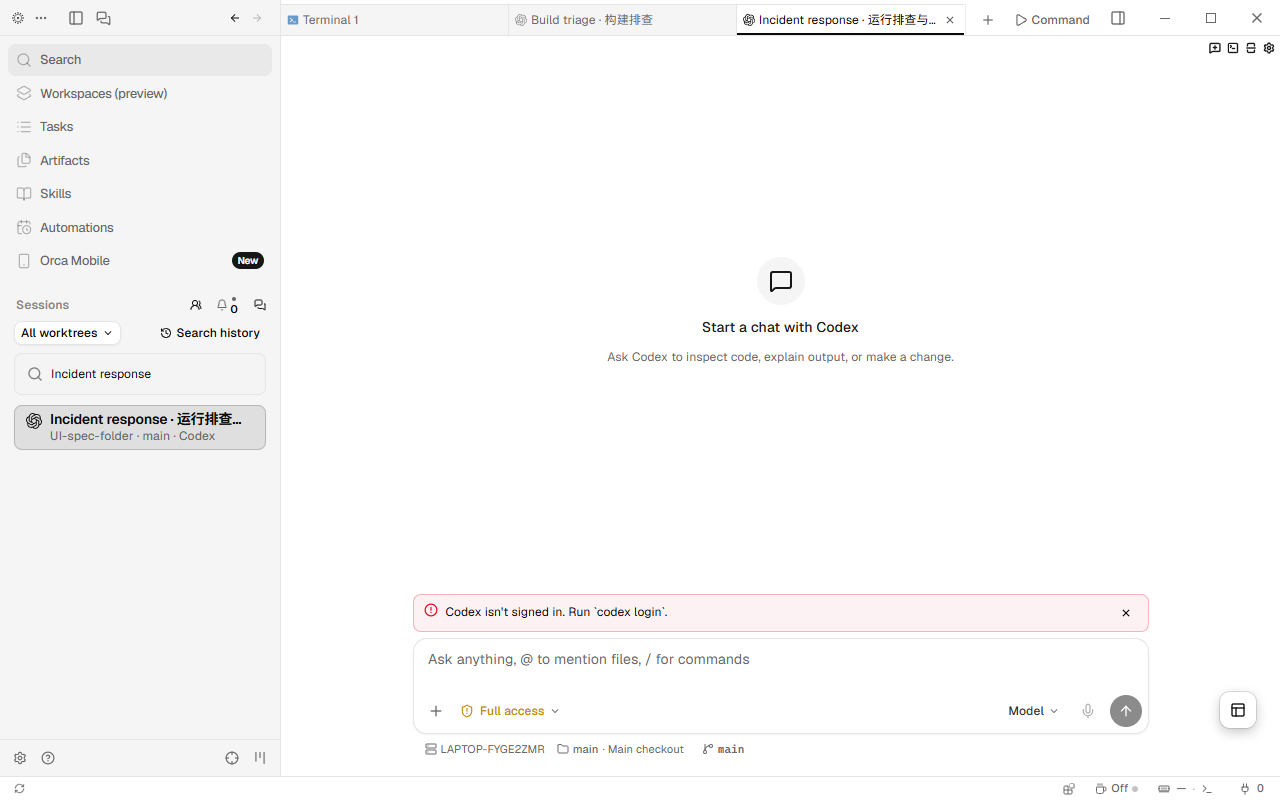 Terminal 1
Build triage · 构建排查
Incident response · 运行排查与...
Command
Search
Workspaces (preview)
Tasks
Artifacts
Skills
Automations
Orca Mobile
New
Sessions
0
All worktrees
Search history
Incident response
Incident response · 运行排查...
UI-spec-folder · main · Codex
Start a chat with Codex
Ask Codex to inspect code, explain output, or make a change.
Codex isn't signed in. Run `codex login`.
Ask anything, @ to mention files, / for commands
Full access
Model
LAPTOP-FYGE2ZMR
main · Main checkout
main
Off
0